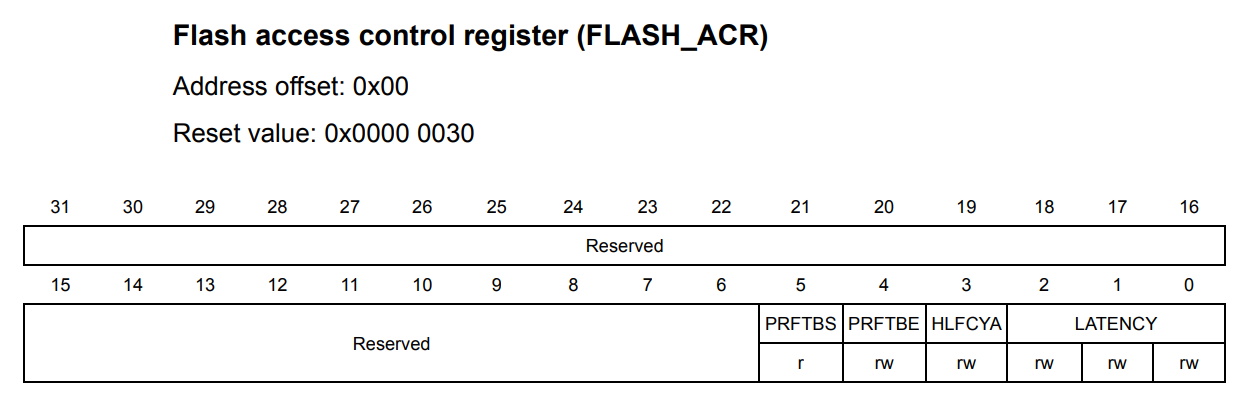 Flash access control register (FLASH_ACR)
Address offset: 0x00
Reset value: 0x0000 0030
31 30 29 28 27 26 25 24 23 22 21 20 19 18 17 16
Reserved
15 14 13 12 11 10 9 8 7 6 5 4 3 2 1 0
Reserved PRFTBS PRFTBE HLFCYA LATENCY
r rw rw rw rw rw